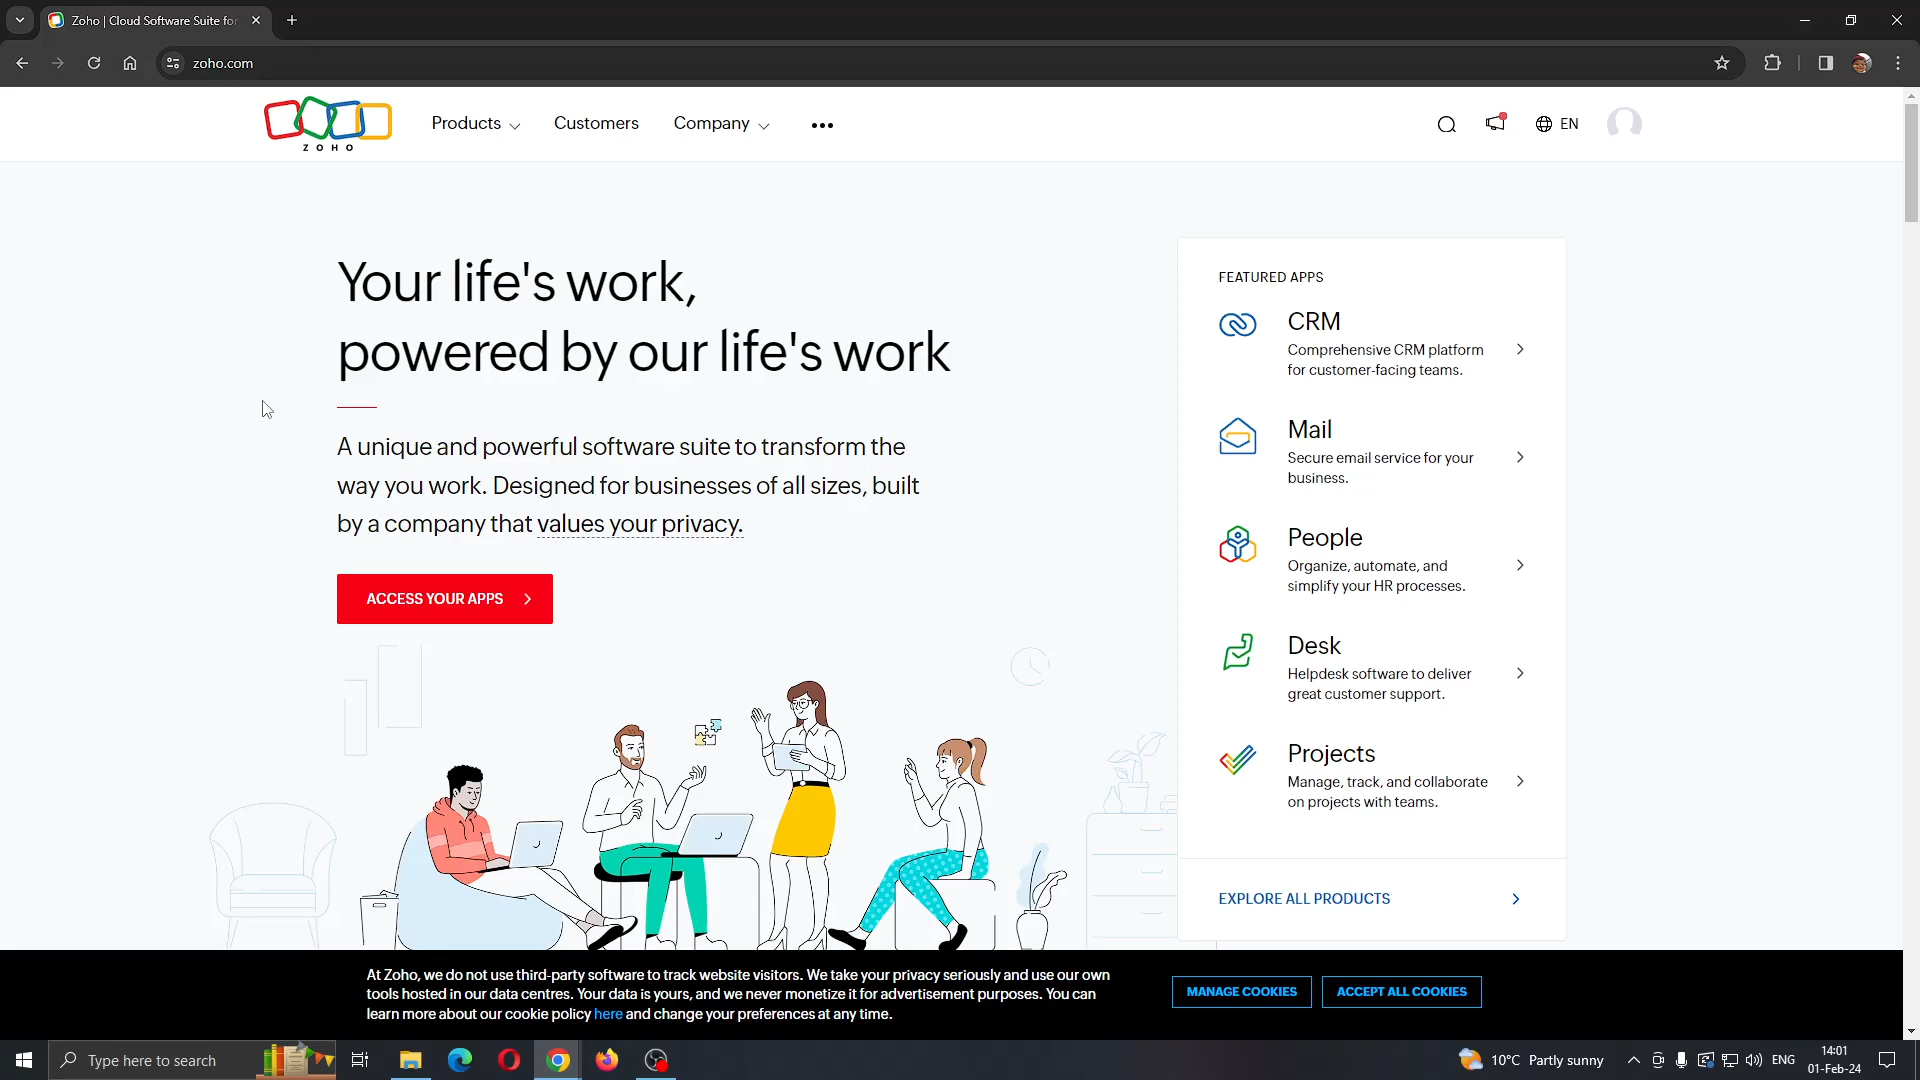 Zoho | Cloud Software Suite for
zoho.com
ZOHO
Products
Customers
Company
EN
Your life's work,
powered by our life's work
A unique and powerful software suite to transform the
way you work. Designed for businesses of all sizes, built
by a company that values your privacy.
ACCESS YOUR APPS
FEATURED APPS
CRM
Comprehensive CRM platform
for customer-facing teams.
Mail
Secure email service for your
business.
People
Organize, automate, and
simplify your HR processes.
Desk
Helpdesk software to deliver
great customer support.
Projects
Manage, track, and collaborate
on projects with teams.
EXPLORE ALL PRODUCTS
At Zoho, we do not use third-party software to track website visitors. We take your privacy seriously and use our own
tools hosted in our data centres. Your data is yours, and we never monetize it for advertisement purposes. You can
learn more about our cookie policy here and change your preferences at any time.
MANAGE COOKIES
ACCEPT ALL COOKIES
Type here to search
10°C Partly sunny
ENG
14:01
01-Feb-24